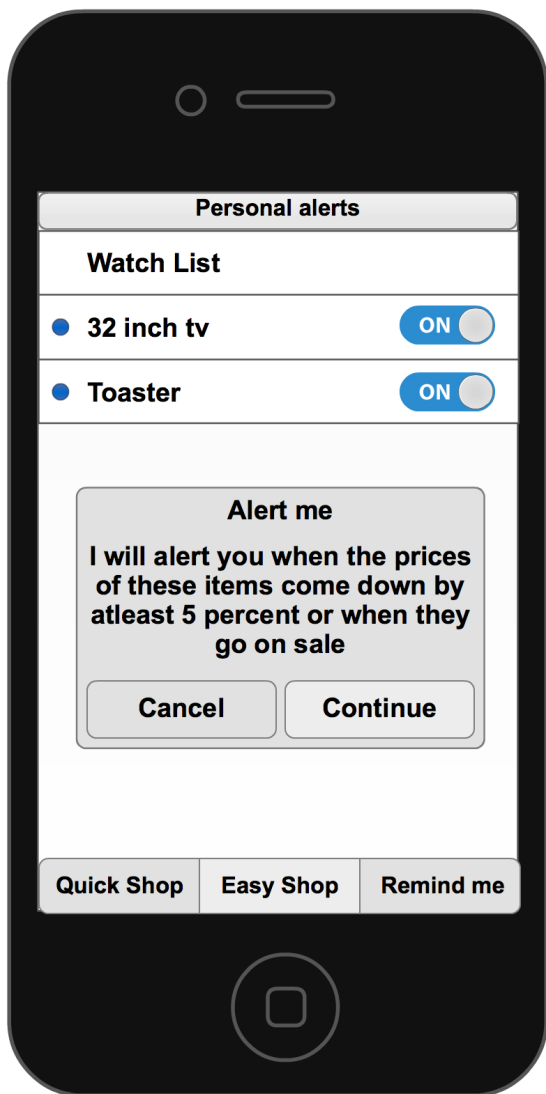 Personal alerts
Watch List
32 inch tv ON
Toaster ON
Alert me
I will alert you when the prices
of these items come down by
atleast 5 percent or when they
go on sale
Cancel Continue
Quick Shop Easy Shop Remind me